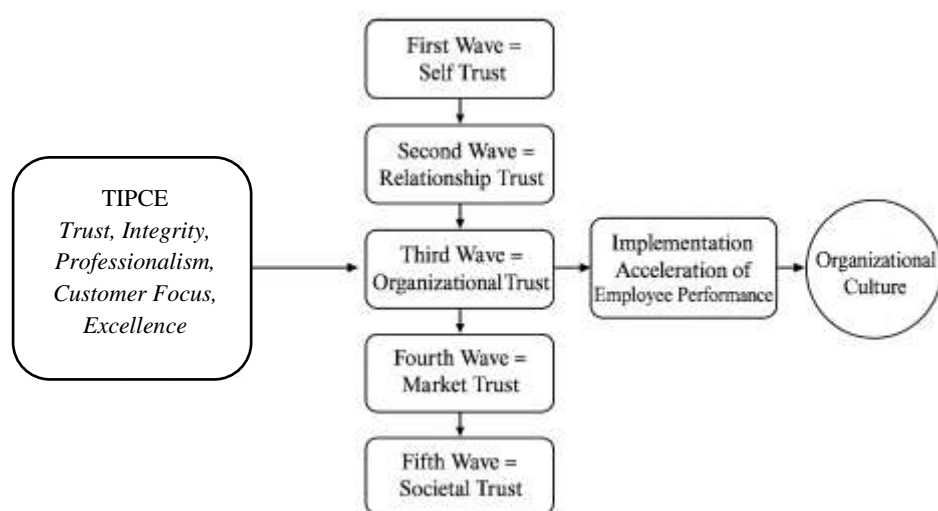 First Wave =
Self Trust
Second Wave =
Relationship Trust
TIPCE
Trust, Integrity,
Professionalism,
Customer Focus,
Excellence
Third Wave =
Organizational Trust
Implementation
Acceleration of
Employee Performance
Organizational
Culture
Fourth Wave =
Market Trust
Fifth Wave =
Societal Trust